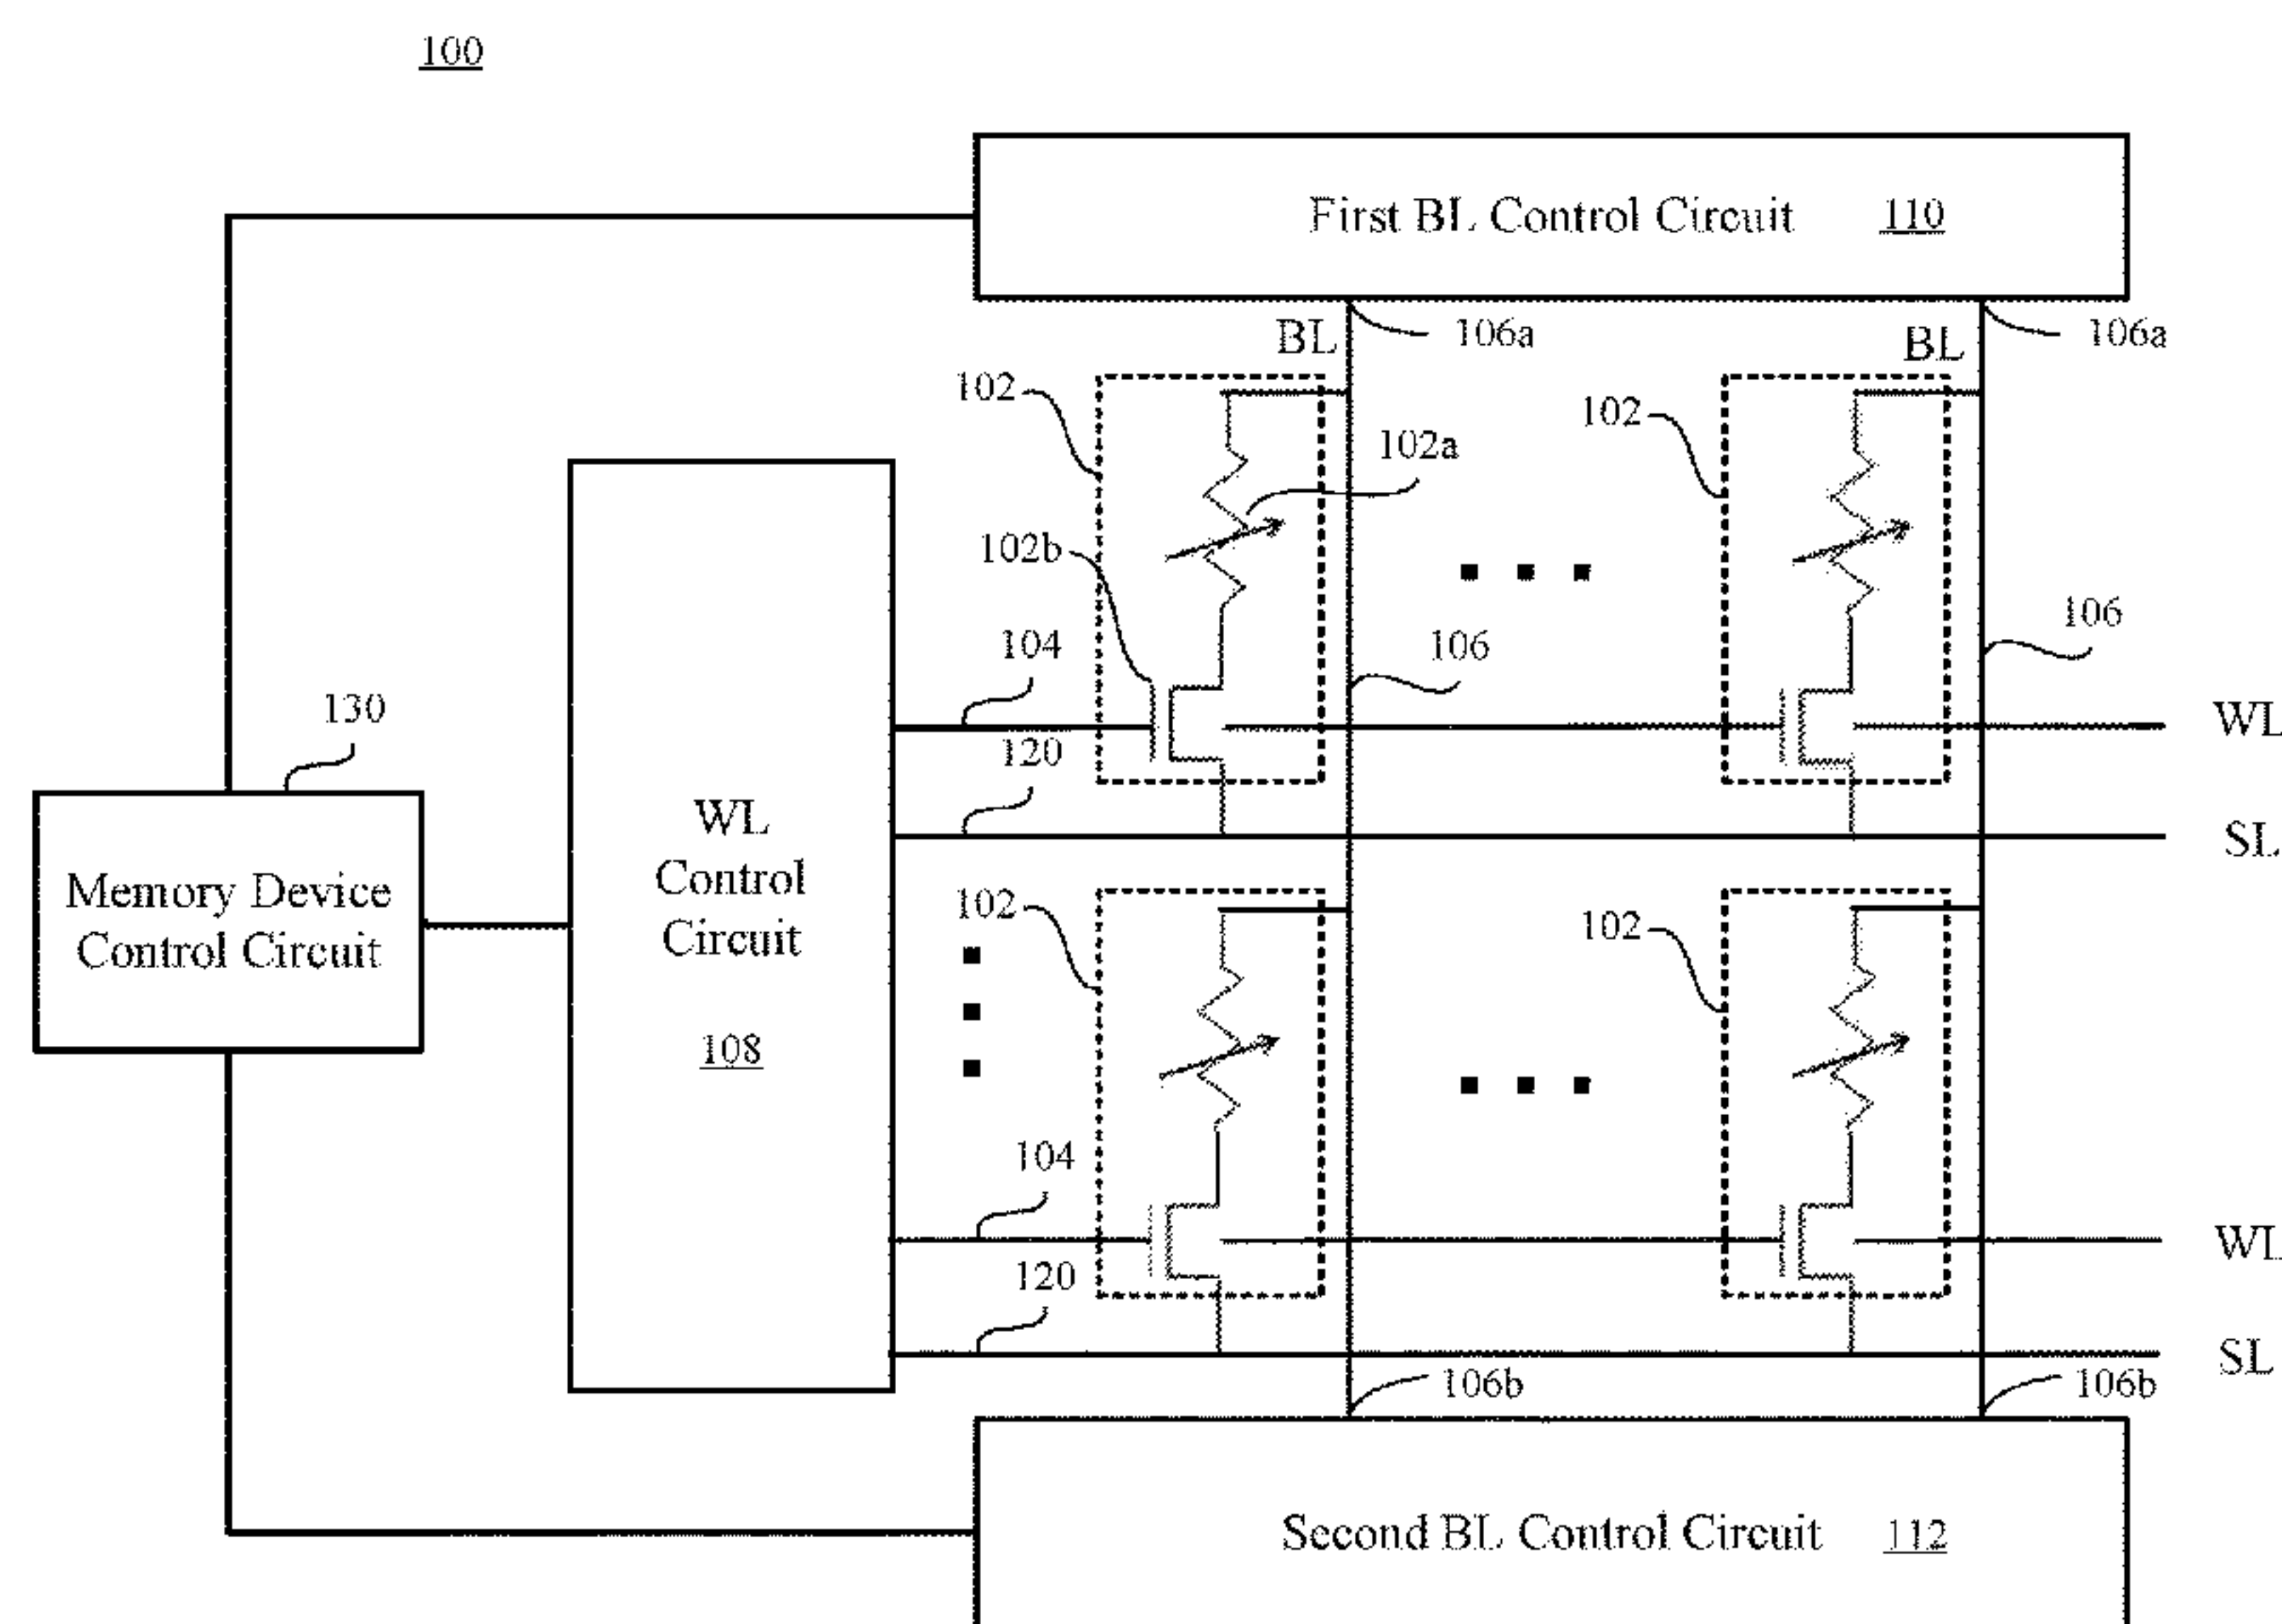 100
First BL Control Circuit 110
BL
106a
BL
106a
102
102
102a
102b
104
106
106
WL
130
120
WL
Control
Circuit
108
SL
Memory Device
Control Circuit
102
102
104
WL
120
SL
106b
106b
Second BL Control Circuit 112